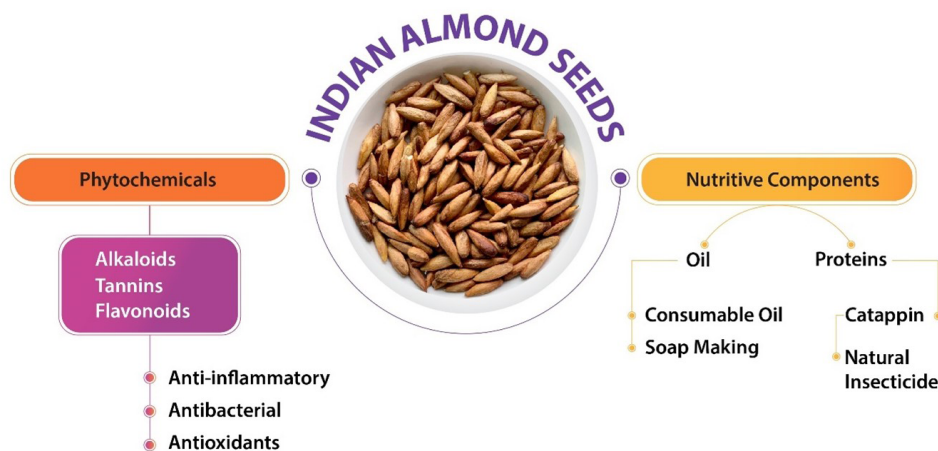 INDIAN ALMOND SEEDS
Phytochemicals
Alkaloids
Tannins
Flavonoids
Anti-inflammatory
Antibacterial
Antioxidants
Nutritive Components
Oil
Proteins
Consumable Oil
Soap Making
Catappin
Natural
Insecticide